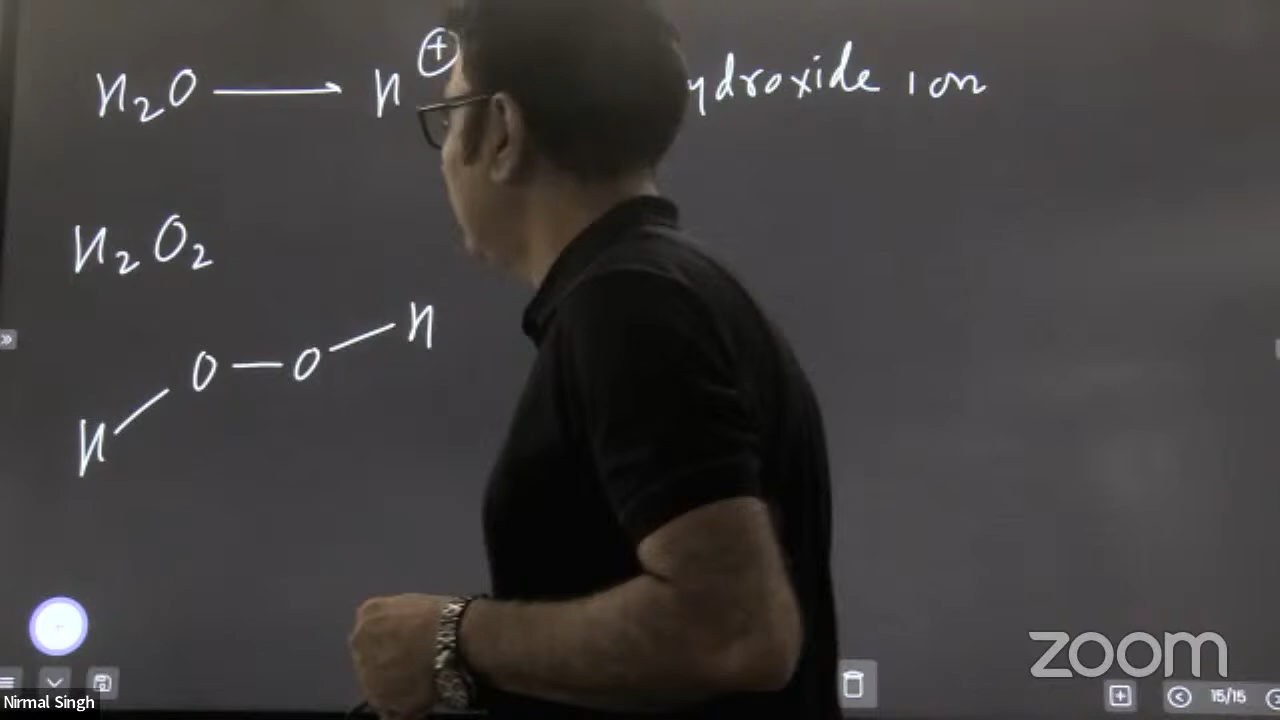 H₂O ⟶ H⊕ ydroxide ion
H₂O₂
H — O — O — H
zoom
Nirmal Singh
15/15